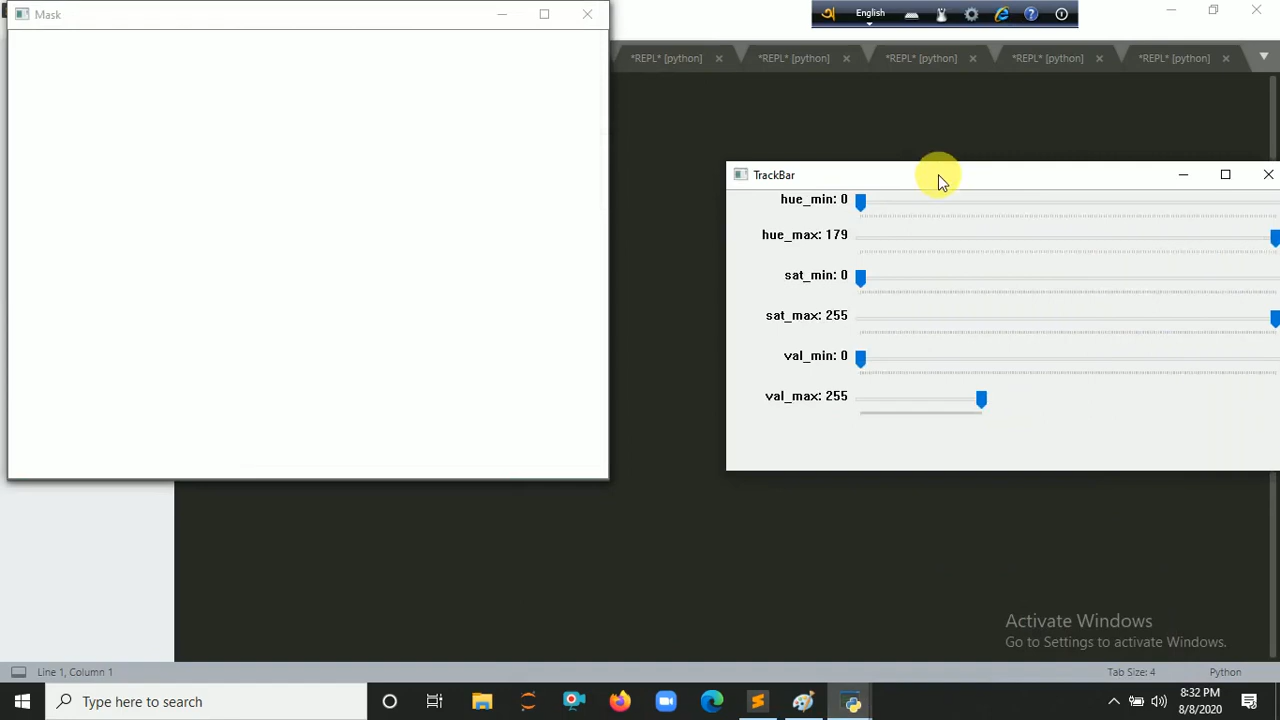 Mask
English
*REPL* [python]
*REPL* [python]
*REPL* [python]
*REPL* [python]
*REPL* [python]
TrackBar
hue_min: 0
hue_max: 179
sat_min: 0
sat_max: 255
val_min: 0
val_max: 255
Activate Windows
Go to Settings to activate Windows.
Line 1, Column 1
Tab Size: 4
Python
Type here to search
8:32 PM
8/8/2020